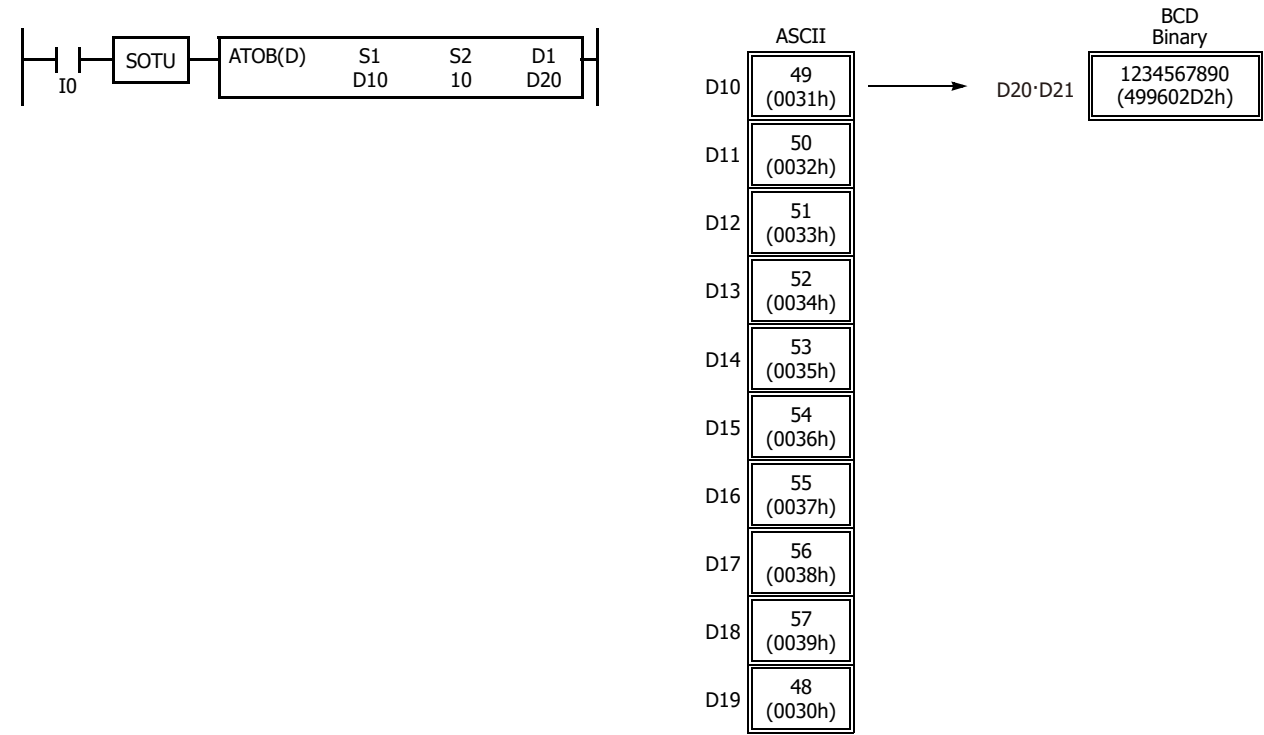 I0
SOTU
ATOB(D) S1 S2 D1
D10 10 D20
ASCII
D10 49
(0031h)
D11 50
(0032h)
D12 51
(0033h)
D13 52
(0034h)
D14 53
(0035h)
D15 54
(0036h)
D16 55
(0037h)
D17 56
(0038h)
D18 57
(0039h)
D19 48
(0030h)
BCD
Binary
D20·D21 1234567890
(499602D2h)